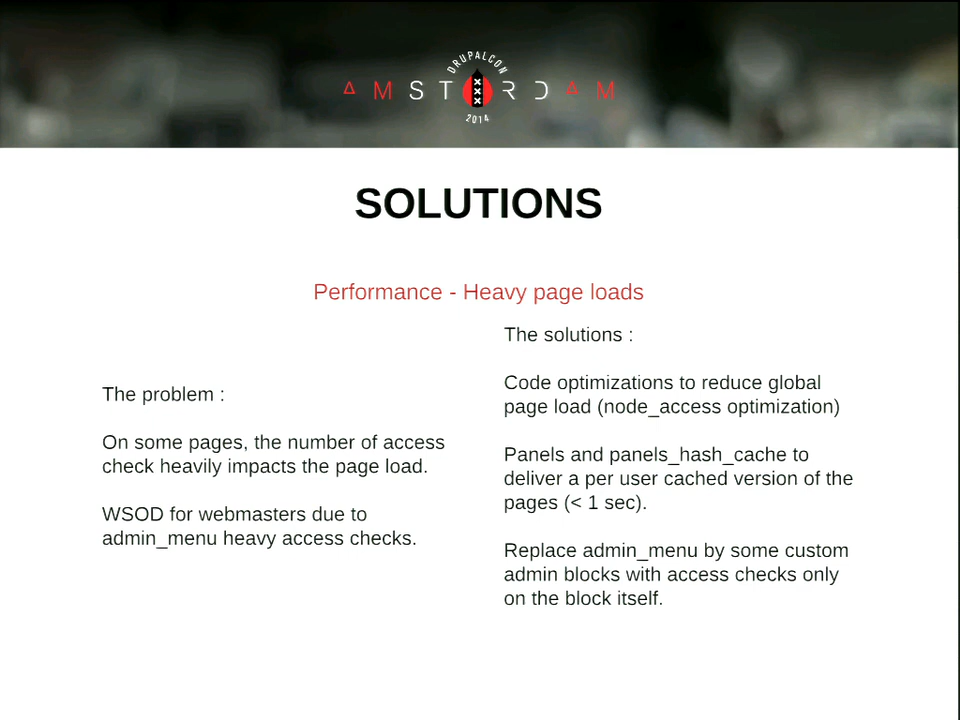 DRUPALCON
AMSTERDAM
2014
SOLUTIONS
Performance - Heavy page loads
The problem :
On some pages, the number of access
check heavily impacts the page load.
WSOD for webmasters due to
admin_menu heavy access checks.
The solutions :
Code optimizations to reduce global
page load (node_access optimization)
Panels and panels_hash_cache to
deliver a per user cached version of the
pages (< 1 sec).
Replace admin_menu by some custom
admin blocks with access checks only
on the block itself.